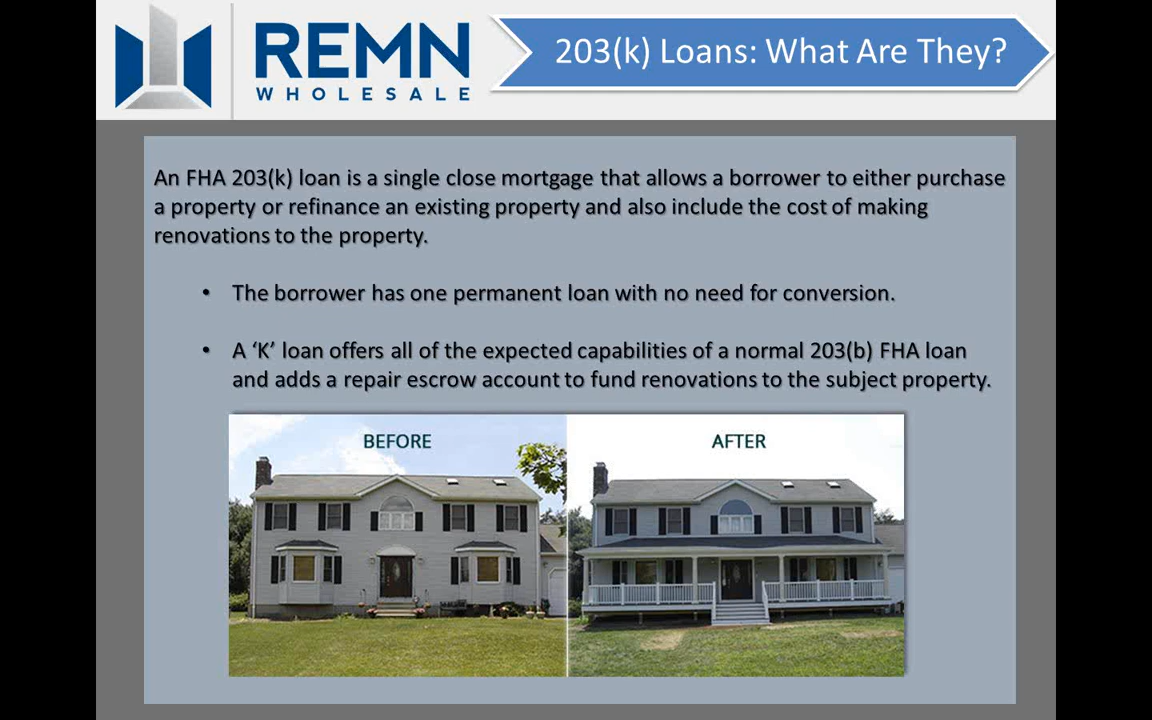 REMN
WHOLESALE
203(k) Loans: What Are They?
An FHA 203(k) loan is a single close mortgage that allows a borrower to either purchase
a property or refinance an existing property and also include the cost of making
renovations to the property.
• The borrower has one permanent loan with no need for conversion.
• A ‘K’ loan offers all of the expected capabilities of a normal 203(b) FHA loan
and adds a repair escrow account to fund renovations to the subject property.
BEFORE
AFTER